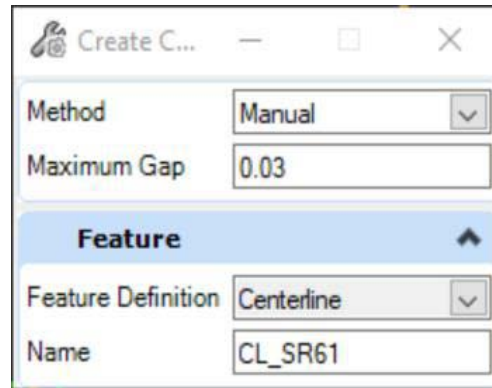 Create C...
Method Manual
Maximum Gap 0.03
Feature
Feature Definition Centerline
Name CL_SR61